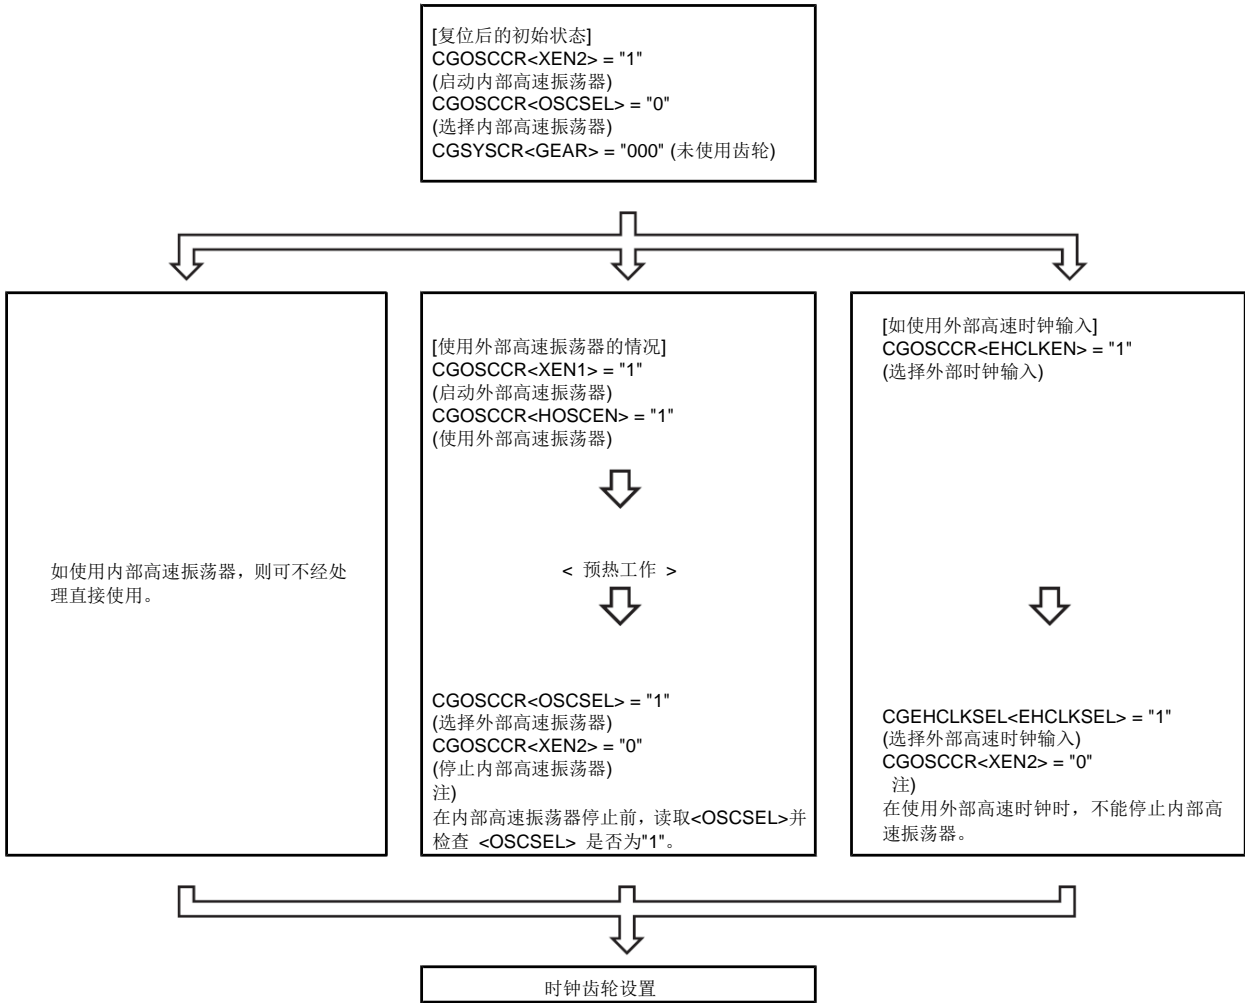 [复位后的初始状态]
CGOSCCR<XEN2> = "1"
(启动内部高速振荡器)
CGOSCCR<OSCSEL> = "0"
(选择内部高速振荡器)
CGSYSCR<GEAR> = "000" (未使用齿轮)
如使用内部高速振荡器，则可不经处
理直接使用。
[使用外部高速振荡器的情况]
CGOSCCR<XEN1> = "1"
(启动外部高速振荡器)
CGOSCCR<HOSCEN> = "1"
(使用外部高速振荡器)
< 预热工作 >
CGOSCCR<OSCSEL> = "1"
(选择外部高速振荡器)
CGOSCCR<XEN2> = "0"
(停止内部高速振荡器)
注)
在内部高速振荡器停止前，读取<OSCSEL>并
检查 <OSCSEL> 是否为"1"。
[如使用外部高速时钟输入]
CGOSCCR<EHCLKEN> = "1"
(选择外部时钟输入)
CGEHCLKSEL<EHCLKSEL> = "1"
(选择外部高速时钟输入)
CGOSCCR<XEN2> = "0"
注)
在使用外部高速时钟时，不能停止内部高
速振荡器。
时钟齿轮设置